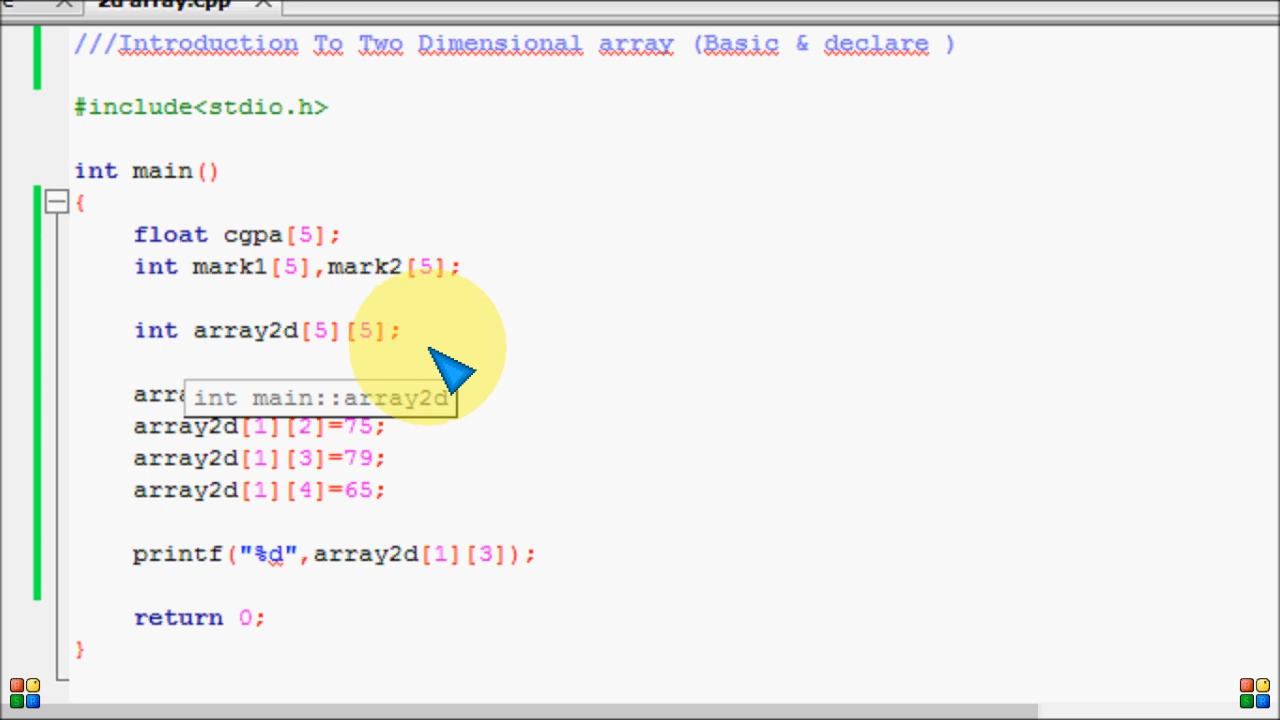 2d array.cpp
///Introduction To Two Dimensional array (Basic & declare )
#include<stdio.h>
int main()
{
float cgpa[5];
int mark1[5],mark2[5];
int array2d[5][5];
int main::array2d
array2d[1][2]=75;
array2d[1][3]=79;
array2d[1][4]=65;
printf("%d",array2d[1][3]);
return 0;
}